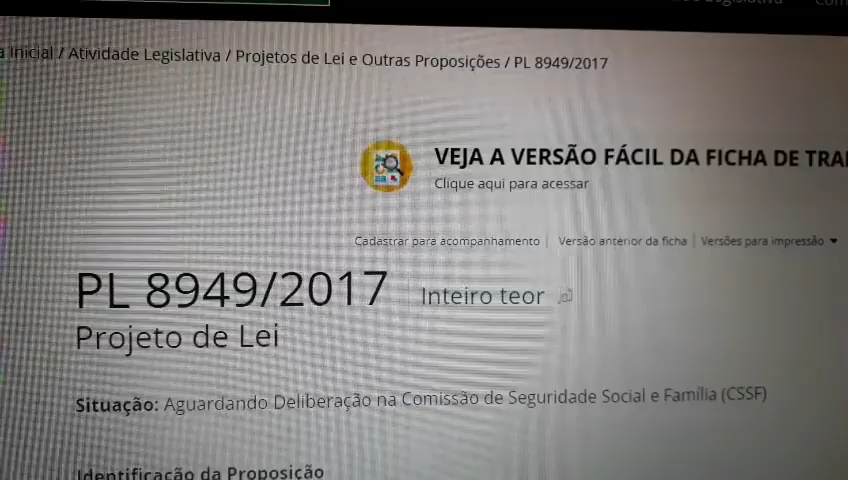 Inicial / Atividade Legislativa / Projetos de Lei e Outras Proposições / PL 8949/2017
VEJA A VERSÃO FÁCIL DA FICHA DE TRA
Clique aqui para acessar
Cadastrar para acompanhamento | Versão anterior da ficha | Versões para impressão
PL 8949/2017 Inteiro teor
Projeto de Lei
Situação: Aguardando Deliberação na Comissão de Seguridade Social e Família (CSSF)
Identificação da Proposição